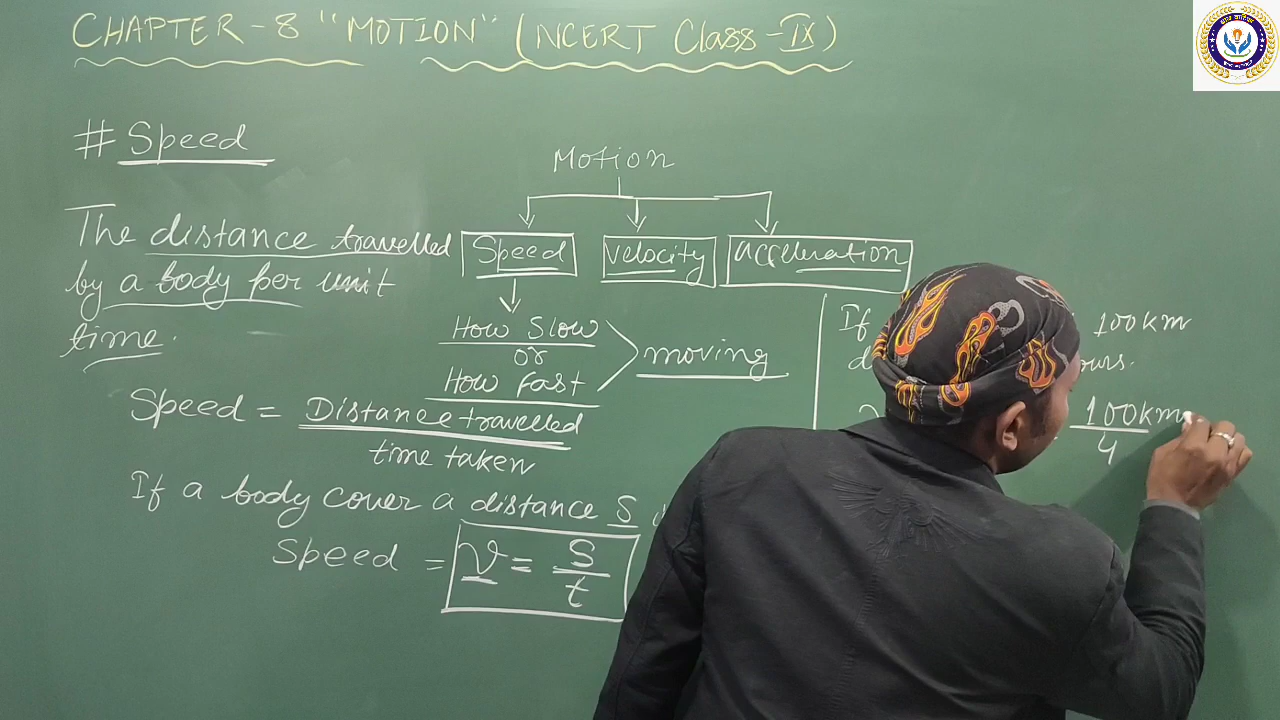 CHAPTER-8 "MOTION" (NCERT Class-IX)
# Speed
The distance travelled
by a body per unit
time.
Motion
Speed velocity acceleration
How Slow
or
How Fast
moving
Speed = Distance travelled
time taken
If a body cover a distance S
Speed = v = S
t
If 100km
ours.
100km
4